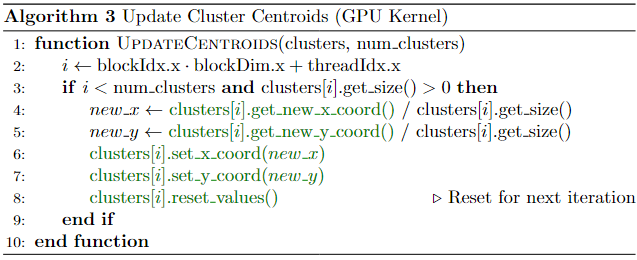 Algorithm 3 Update Cluster Centroids (GPU Kernel)
1: function UPDATECENTROIDS(clusters, num_clusters)
2: i ← blockIdx.x · blockDim.x + threadIdx.x
3: if i < num_clusters and clusters[i].get_size() > 0 then
4: new_x ← clusters[i].get_new_x_coord() / clusters[i].get_size()
5: new_y ← clusters[i].get_new_y_coord() / clusters[i].get_size()
6: clusters[i].set_x_coord(new_x)
7: clusters[i].set_y_coord(new_y)
8: clusters[i].reset_values() ▷ Reset for next iteration
9: end if
10: end function